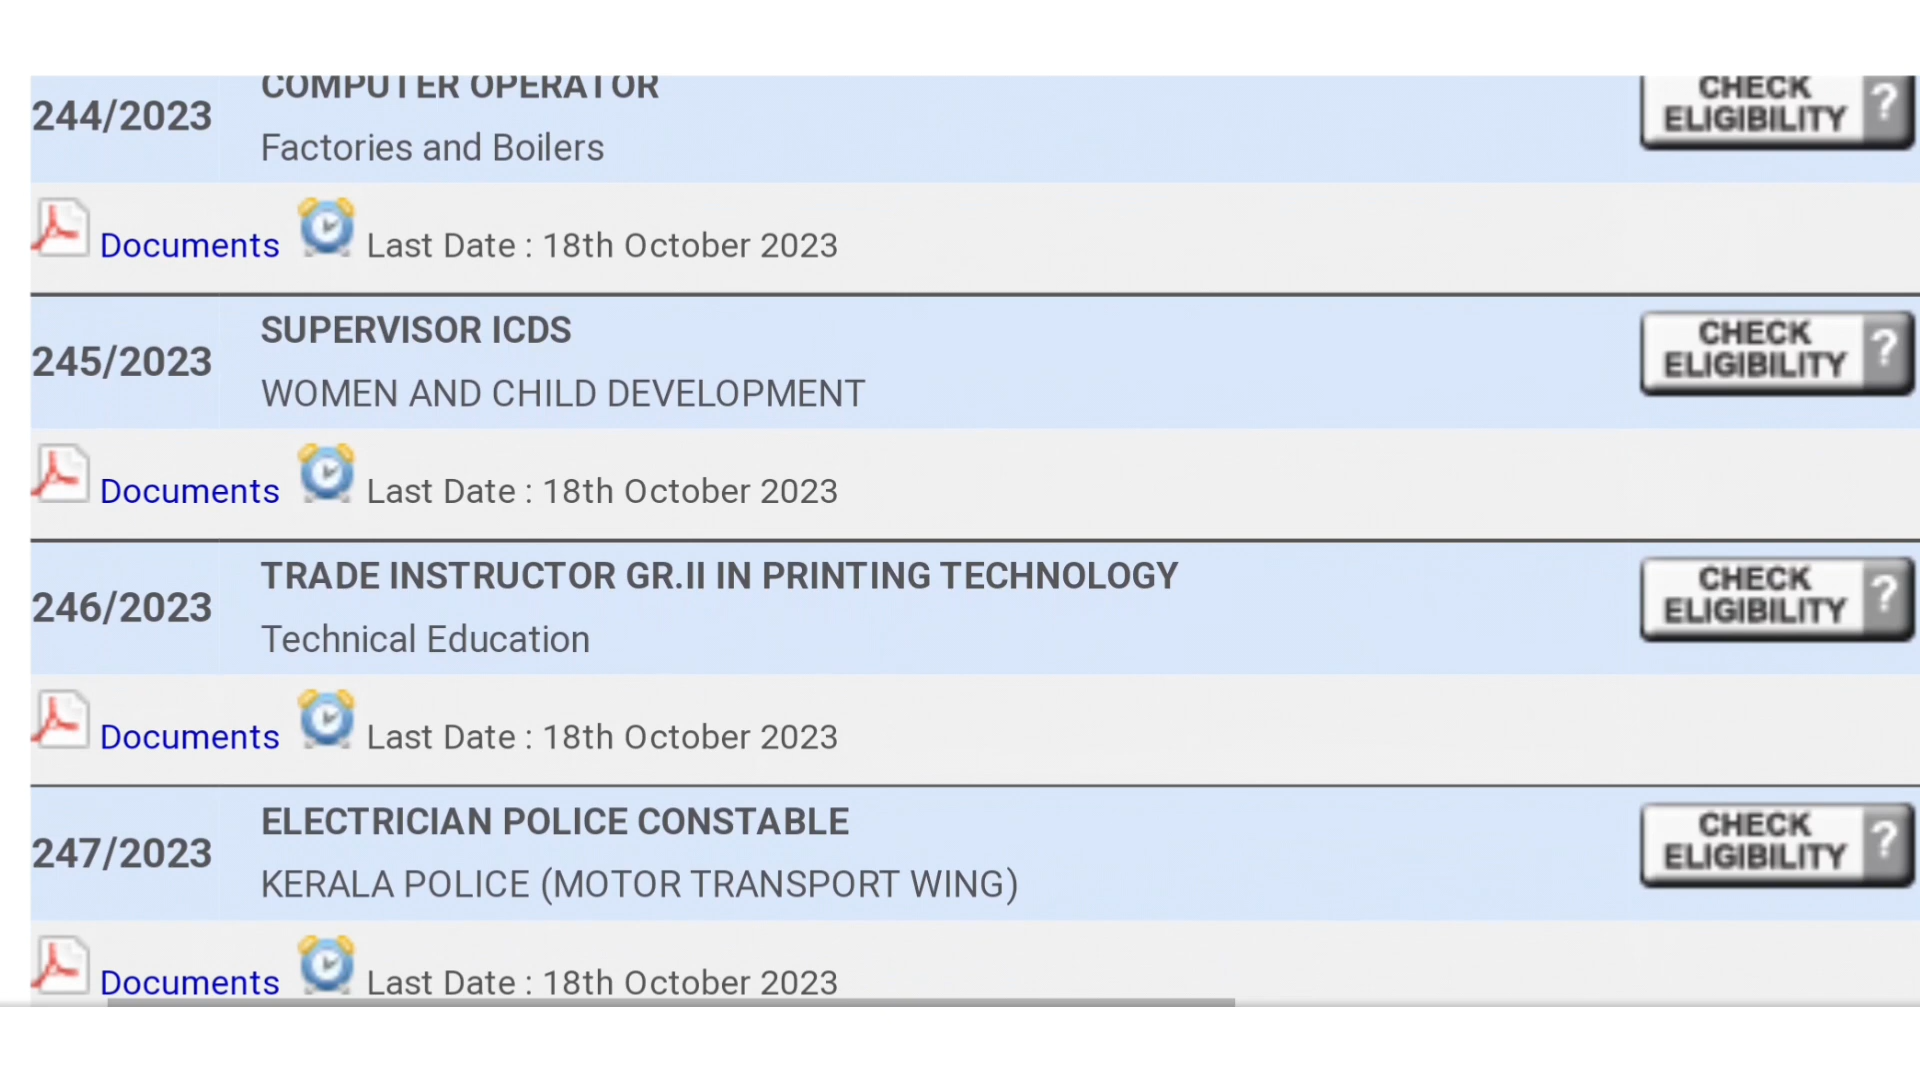 COMPUTER OPERATOR
244/2023
Factories and Boilers
CHECK
ELIGIBILITY ?
Documents Last Date : 18th October 2023
SUPERVISOR ICDS
245/2023
WOMEN AND CHILD DEVELOPMENT
CHECK
ELIGIBILITY ?
Documents Last Date : 18th October 2023
TRADE INSTRUCTOR GR.II IN PRINTING TECHNOLOGY
246/2023
Technical Education
CHECK
ELIGIBILITY ?
Documents Last Date : 18th October 2023
ELECTRICIAN POLICE CONSTABLE
247/2023
KERALA POLICE (MOTOR TRANSPORT WING)
CHECK
ELIGIBILITY ?
Documents Last Date : 18th October 2023